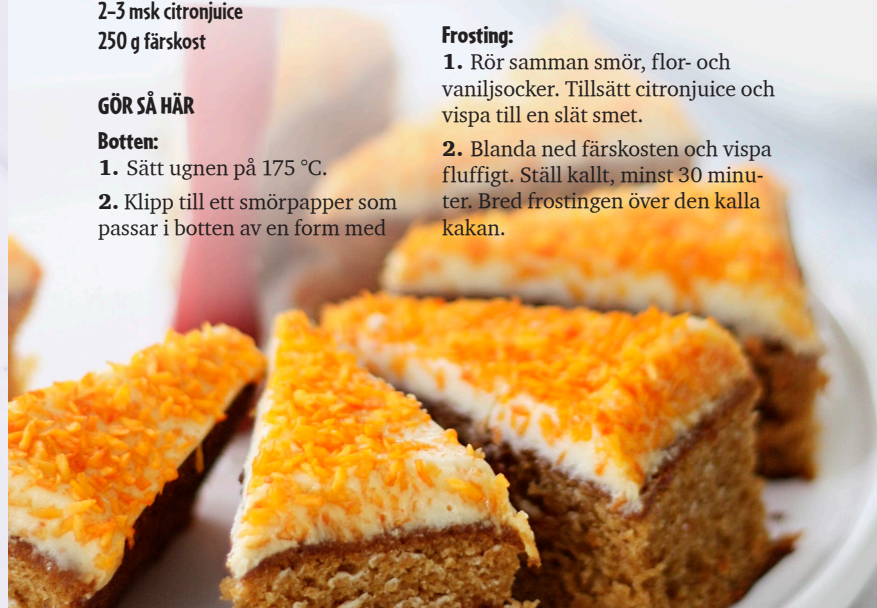 2–3 msk citronjuice
250 g färskost
GÖR SÅ HÄR
Botten:
1. Sätt ugnen på 175 °C.
2. Klipp till ett smörpapper som
passar i botten av en form med
Frosting:
1. Rör samman smör, flor- och
vaniljsocker. Tillsätt citronjuice och
vispa till en slät smet.
2. Blanda ned färskosten och vispa
fluffigt. Ställ kallt, minst 30 minu-
ter. Bred frostingen över den kalla
kakan.